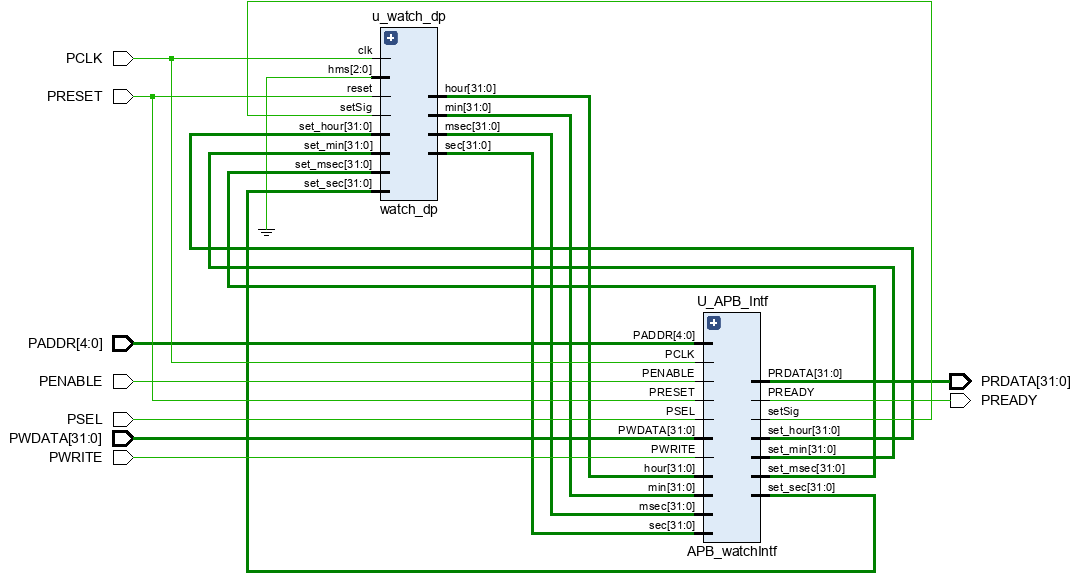 u_watch_dp
PCLK
clk
hms[2:0]
hour[31:0]
PRESET
reset
min[31:0]
setSig
msec[31:0]
set_hour[31:0]
sec[31:0]
set_min[31:0]
set_msec[31:0]
set_sec[31:0]
watch_dp
U_APB_Intf
PADDR[4:0]
PADDR[4:0]
PCLK
PENABLE
PENABLE
PRDATA[31:0]
PRDATA[31:0]
PRESET
PREADY
PREADY
PSEL
PSEL
setSig
PWDATA[31:0]
PWDATA[31:0]
set_hour[31:0]
PWRITE
PWRITE
set_min[31:0]
hour[31:0]
set_msec[31:0]
min[31:0]
set_sec[31:0]
msec[31:0]
sec[31:0]
APB_watchIntf